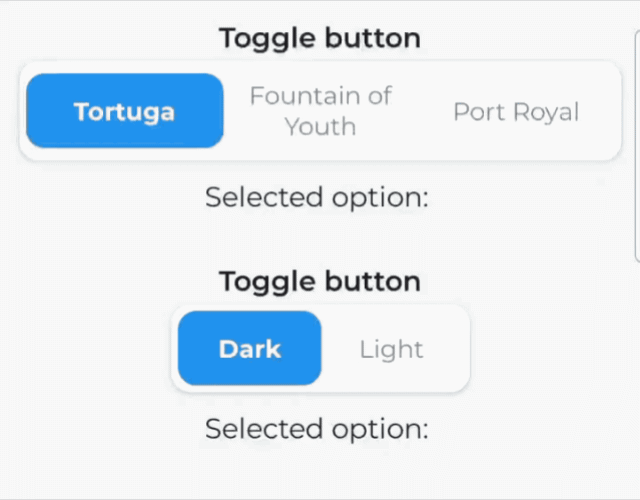 Toggle button
Tortuga
Fountain of
Youth
Port Royal
Selected option:
Toggle button
Dark
Light
Selected option: